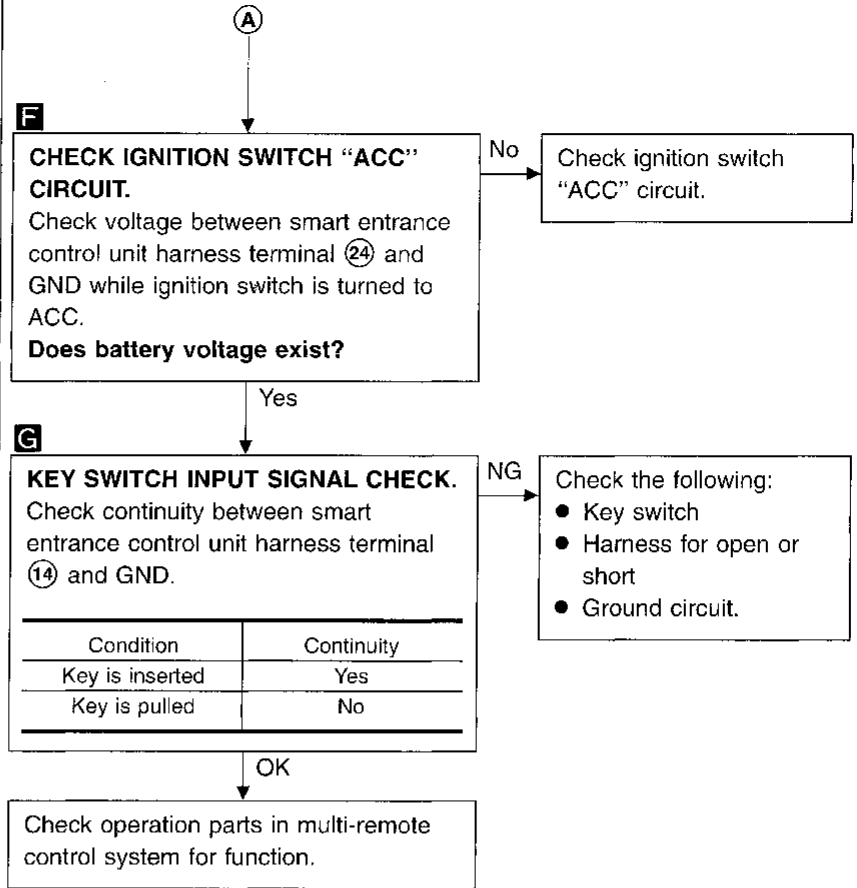 A
F
CHECK IGNITION SWITCH “ACC”
CIRCUIT.
Check voltage between smart entrance
control unit harness terminal 24 and
GND while ignition switch is turned to
ACC.
Does battery voltage exist?
No
Check ignition switch
“ACC” circuit.
Yes
G
KEY SWITCH INPUT SIGNAL CHECK.
Check continuity between smart
entrance control unit harness terminal
14 and GND.
Condition Continuity
Key is inserted Yes
Key is pulled No
NG
Check the following:
● Key switch
● Harness for open or
short
● Ground circuit.
OK
Check operation parts in multi-remote
control system for function.